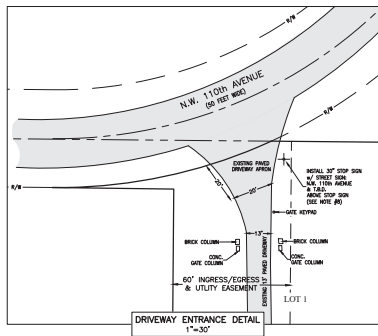 R/W
N.W. 110th AVENUE
(50 FEET WIDE)
R/W
EXISTING PAVED
DRIVEWAY APRON
INSTALL 30" STOP SIGN
w/ STREET SIGN:
N.W. 110th AVENUE
& T.B.D.
ABOVE STOP SIGN
(SEE NOTE #8)
R/W
20'
20'
GATE KEYPAD
13'
BRICK COLUMN
BRICK COLUMN
CONC.
GATE COLUMN
CONC.
GATE COLUMN
60' INGRESS/EGRESS
& UTILITY EASEMENT
EXISTING 13' PAVED DRIVEWAY
LOT 1
DRIVEWAY ENTRANCE DETAIL
1"=30'